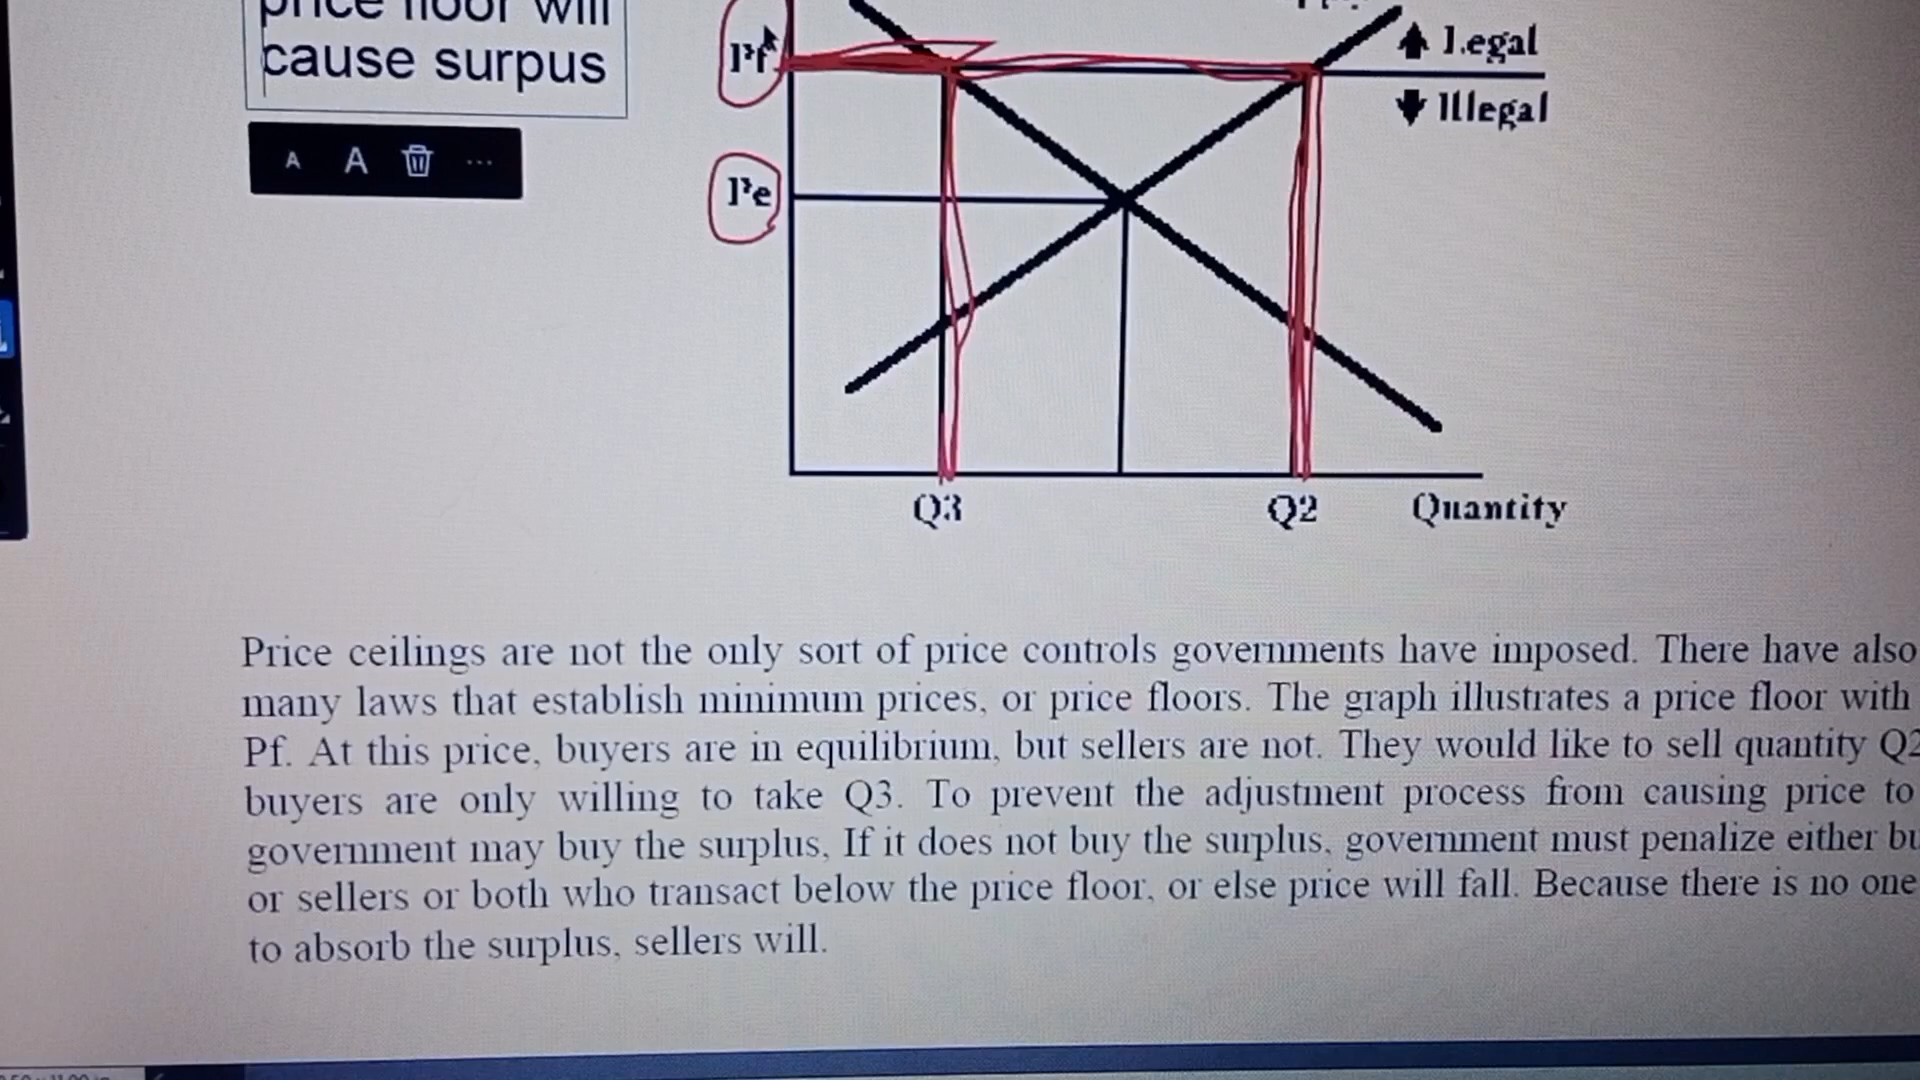 price floor will
cause surpus
Pf
Legal
Illegal
A A ...
Pe
Q3 Q2 Quantity
Price ceilings are not the only sort of price controls governments have imposed. There have also
many laws that establish minimum prices, or price floors. The graph illustrates a price floor with
Pf. At this price, buyers are in equilibrium, but sellers are not. They would like to sell quantity Q2
buyers are only willing to take Q3. To prevent the adjustment process from causing price to
government may buy the surplus, If it does not buy the surplus, government must penalize either
or sellers or both who transact below the price floor, or else price will fall. Because there is no one
to absorb the surplus, sellers will.